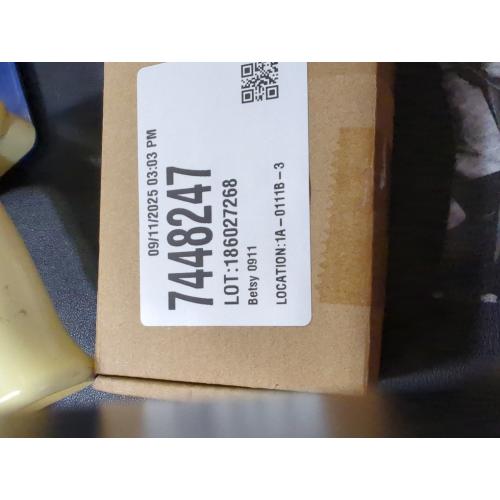 09/11/2025 03:03 PM
7448247
LOT:186027268
Betsy 0911
LOCATION:1A-0111B-3